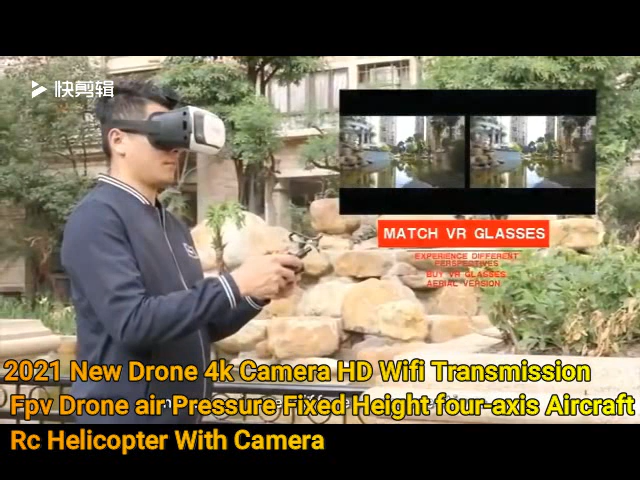 快剪辑
MATCH VR GLASSES
EXPERIENCE DIFFERENT
PERSPECTIVES
BUY VR GLASSES
AERIAL VERSION
2021 New Drone 4k Camera HD Wifi Transmission
Fpv Drone air Pressure Fixed Height four-axis Aircraft
Rc Helicopter With Camera